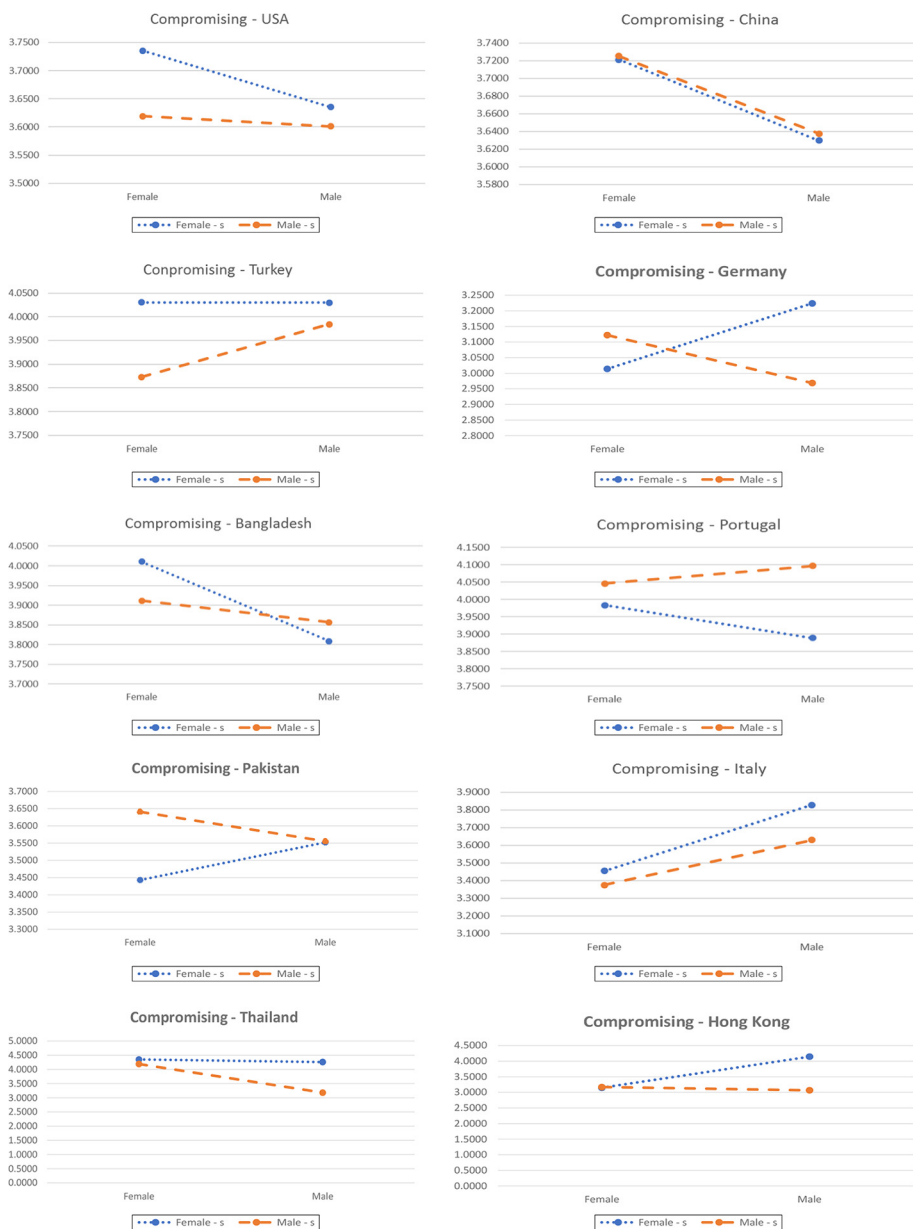 Compromising - USA
3.7500
3.7000
3.6500
3.6000
3.5500
3.5000
Female Male
Female - s Male - s
Compromising - China
3.7400
3.7200
3.7000
3.6800
3.6600
3.6400
3.6200
3.6000
3.5800
Female Male
Female - s Male - s
Conpromising - Turkey
4.0500
4.0000
3.9500
3.9000
3.8500
3.8000
3.7500
Female Male
Female - s Male - s
Compromising - Germany
3.2500
3.2000
3.1500
3.1000
3.0500
3.0000
2.9500
2.9000
2.8500
2.8000
Female Male
Female - s Male - s
Compromising - Bangladesh
4.0500
4.0000
3.9500
3.9000
3.8500
3.8000
3.7500
3.7000
Female Male
Female - s Male - s
Compromising - Portugal
4.1500
4.1000
4.0500
4.0000
3.9500
3.9000
3.8500
3.8000
3.7500
Female Male
Female - s Male - s
Compromising - Pakistan
3.7000
3.6500
3.6000
3.5500
3.5000
3.4500
3.4000
3.3500
3.3000
Female Male
Female - s Male - s
Compromising - Italy
3.9000
3.8000
3.7000
3.6000
3.5000
3.4000
3.3000
3.2000
3.1000
Female Male
Female - s Male - s
Compromising - Thailand
5.0000
4.5000
4.0000
3.5000
3.0000
2.5000
2.0000
1.5000
1.0000
0.5000
0.0000
Female Male
Female - s Male - s
Compromising - Hong Kong
4.5000
4.0000
3.5000
3.0000
2.5000
2.0000
1.5000
1.0000
0.5000
0.0000
Female Male
Female - s Male - s